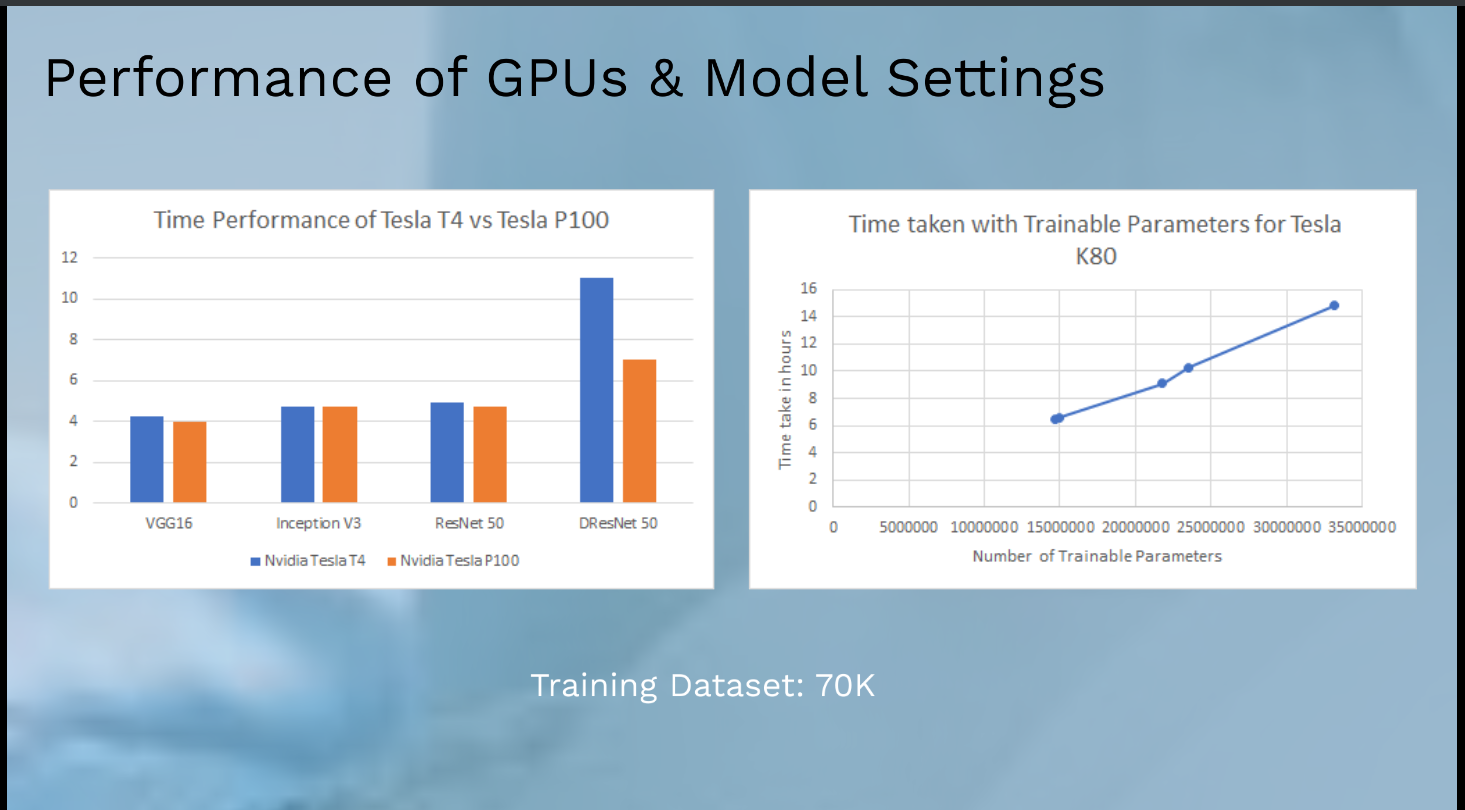 Performance of GPUs & Model Settings
Time Performance of Tesla T4 vs Tesla P100
12
10
8
6
4
2
0
VGG16 Inception V3 ResNet 50 DResNet 50
Nvidia Tesla T4 Nvidia Tesla P100
Time taken with Trainable Parameters for Tesla
K80
Time take in hours
16
14
12
10
8
6
4
2
0
0 5000000 10000000 15000000 20000000 25000000 30000000 35000000
Number of Trainable Parameters
Training Dataset: 70K